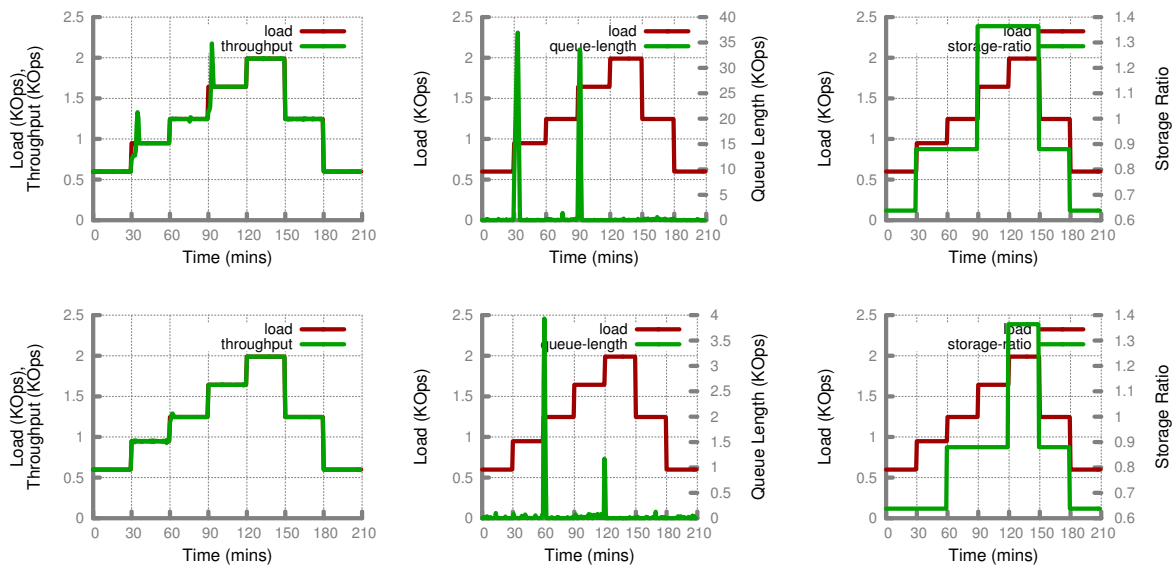 Load (KOps),
Throughput (KOps)
2.5
2
1.5
1
0.5
0
load
throughput
0 30 60 90 120 150 180 210
Time (mins)
Load (KOps)
2.5
2
1.5
1
0.5
0
load
queue-length
40
35
30
25
20
15
10
5
0
Queue Length (KOps)
0 30 60 90 120 150 180 210
Time (mins)
Load (KOps)
2.5
2
1.5
1
0.5
0
load
storage-ratio
1.4
1.3
1.2
1.1
1
0.9
0.8
0.7
0.6
Storage Ratio
0 30 60 90 120 150 180 210
Time (mins)
Load (KOps),
Throughput (KOps)
2.5
2
1.5
1
0.5
0
load
throughput
0 30 60 90 120 150 180 210
Time (mins)
Load (KOps)
2.5
2
1.5
1
0.5
0
load
queue-length
4
3.5
3
2.5
2
1.5
1
0.5
0
Queue Length (KOps)
0 30 60 90 120 150 180 210
Time (mins)
Load (KOps)
2.5
2
1.5
1
0.5
0
load
storage-ratio
1.4
1.3
1.2
1.1
1
0.9
0.8
0.7
0.6
Storage Ratio
0 30 60 90 120 150 180 210
Time (mins)